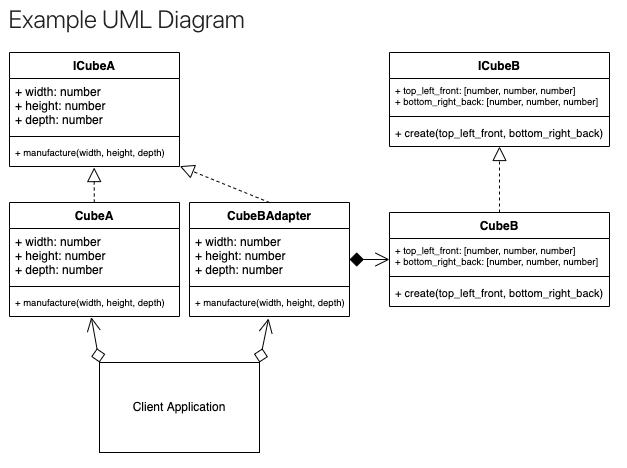 Example UML Diagram
ICubeA
+ width: number
+ height: number
+ depth: number
+ manufacture(width, height, depth)
ICubeB
+ top_left_front: [number, number, number]
+ bottom_right_back: [number, number, number]
+ create(top_left_front, bottom_right_back)
CubeA
+ width: number
+ height: number
+ depth: number
+ manufacture(width, height, depth)
CubeBAdapter
+ width: number
+ height: number
+ depth: number
+ manufacture(width, height, depth)
CubeB
+ top_left_front: [number, number, number]
+ bottom_right_back: [number, number, number]
+ create(top_left_front, bottom_right_back)
Client Application